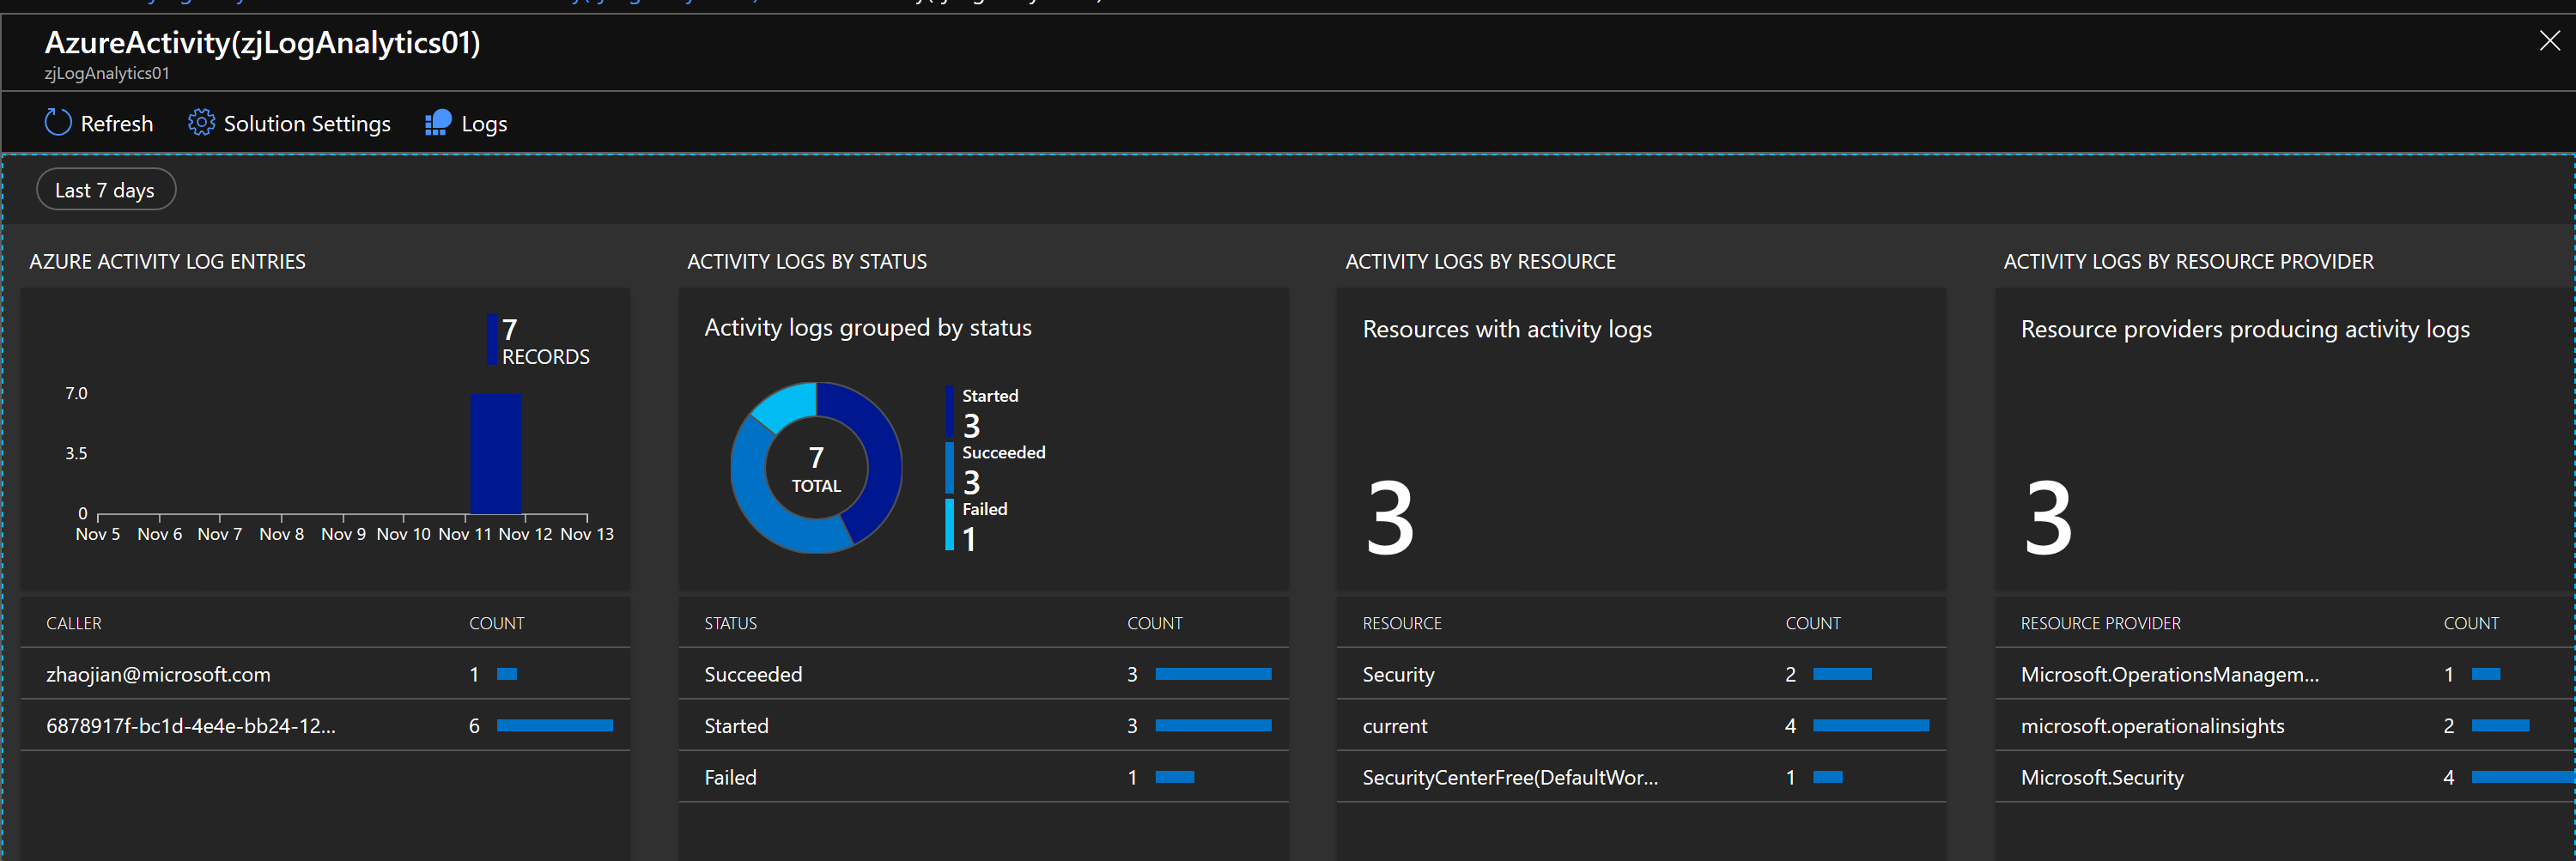 AzureActivity(zjLogAnalytics01)
zjLogAnalytics01
Refresh
Solution Settings
Logs
Last 7 days
AZURE ACTIVITY LOG ENTRIES
7
RECORDS
7.0
3.5
0
Nov 5 Nov 6 Nov 7 Nov 8 Nov 9 Nov 10 Nov 11 Nov 12 Nov 13
CALLER COUNT
zhaojian@microsoft.com 1
6878917f-bc1d-4e4e-bb24-12... 6
ACTIVITY LOGS BY STATUS
Activity logs grouped by status
7
TOTAL
Started
3
Succeeded
3
Failed
1
STATUS COUNT
Succeeded 3
Started 3
Failed 1
ACTIVITY LOGS BY RESOURCE
Resources with activity logs
3
RESOURCE COUNT
Security 2
current 4
SecurityCenterFree(DefaultWor... 1
ACTIVITY LOGS BY RESOURCE PROVIDER
Resource providers producing activity logs
3
RESOURCE PROVIDER COUNT
Microsoft.OperationsManagem... 1
microsoft.operationalinsights 2
Microsoft.Security 4